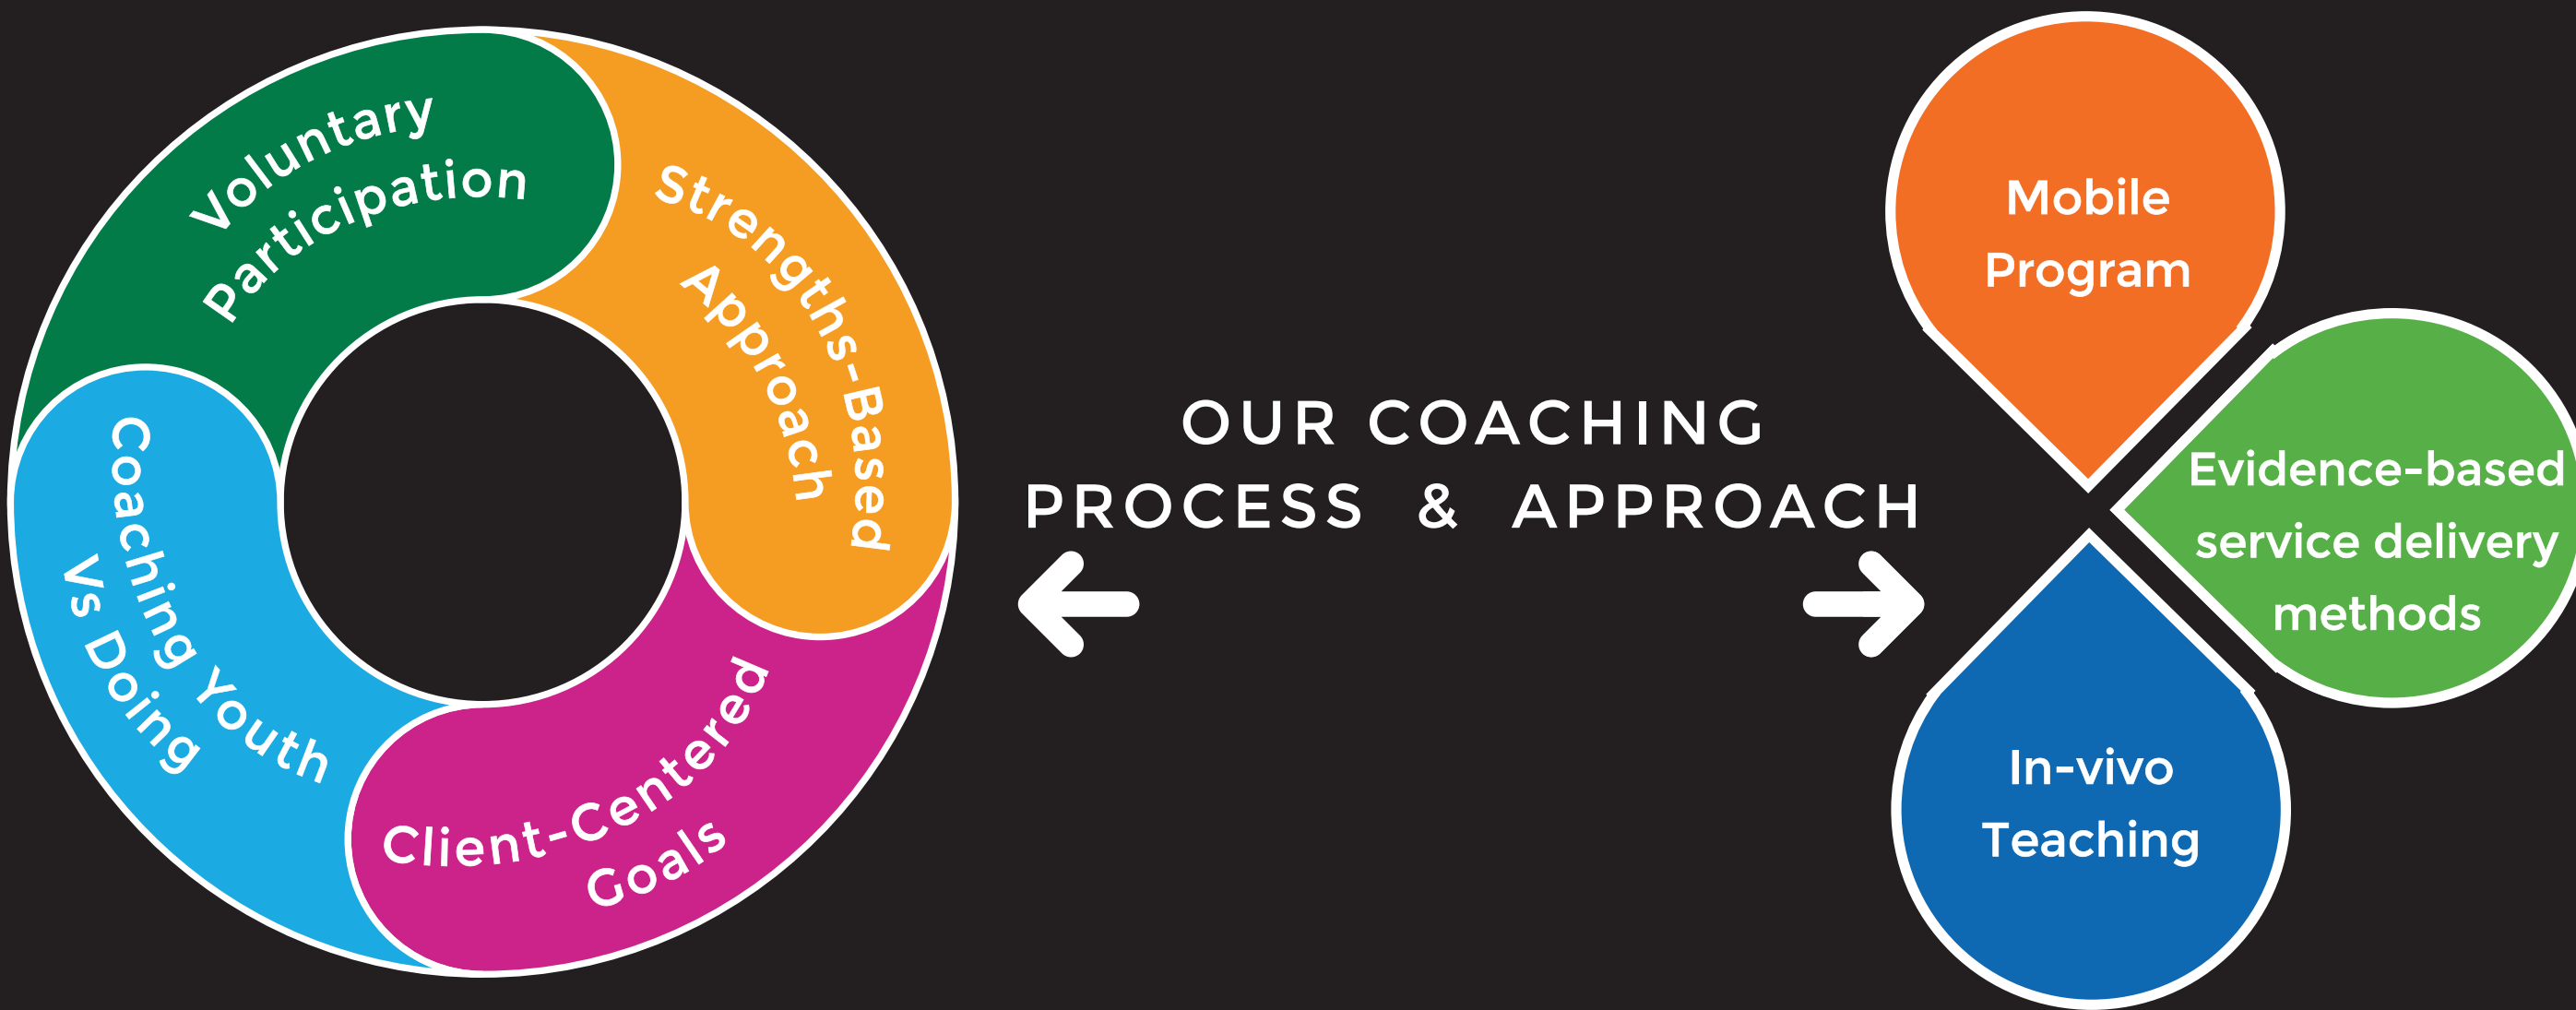 Voluntary
Participation
Strengths-Based
Approach
Client-Centered
Goals
Coaching Youth
Vs Doing
OUR COACHING
PROCESS & APPROACH
Mobile
Program
Evidence-based
service delivery
methods
In-vivo
Teaching